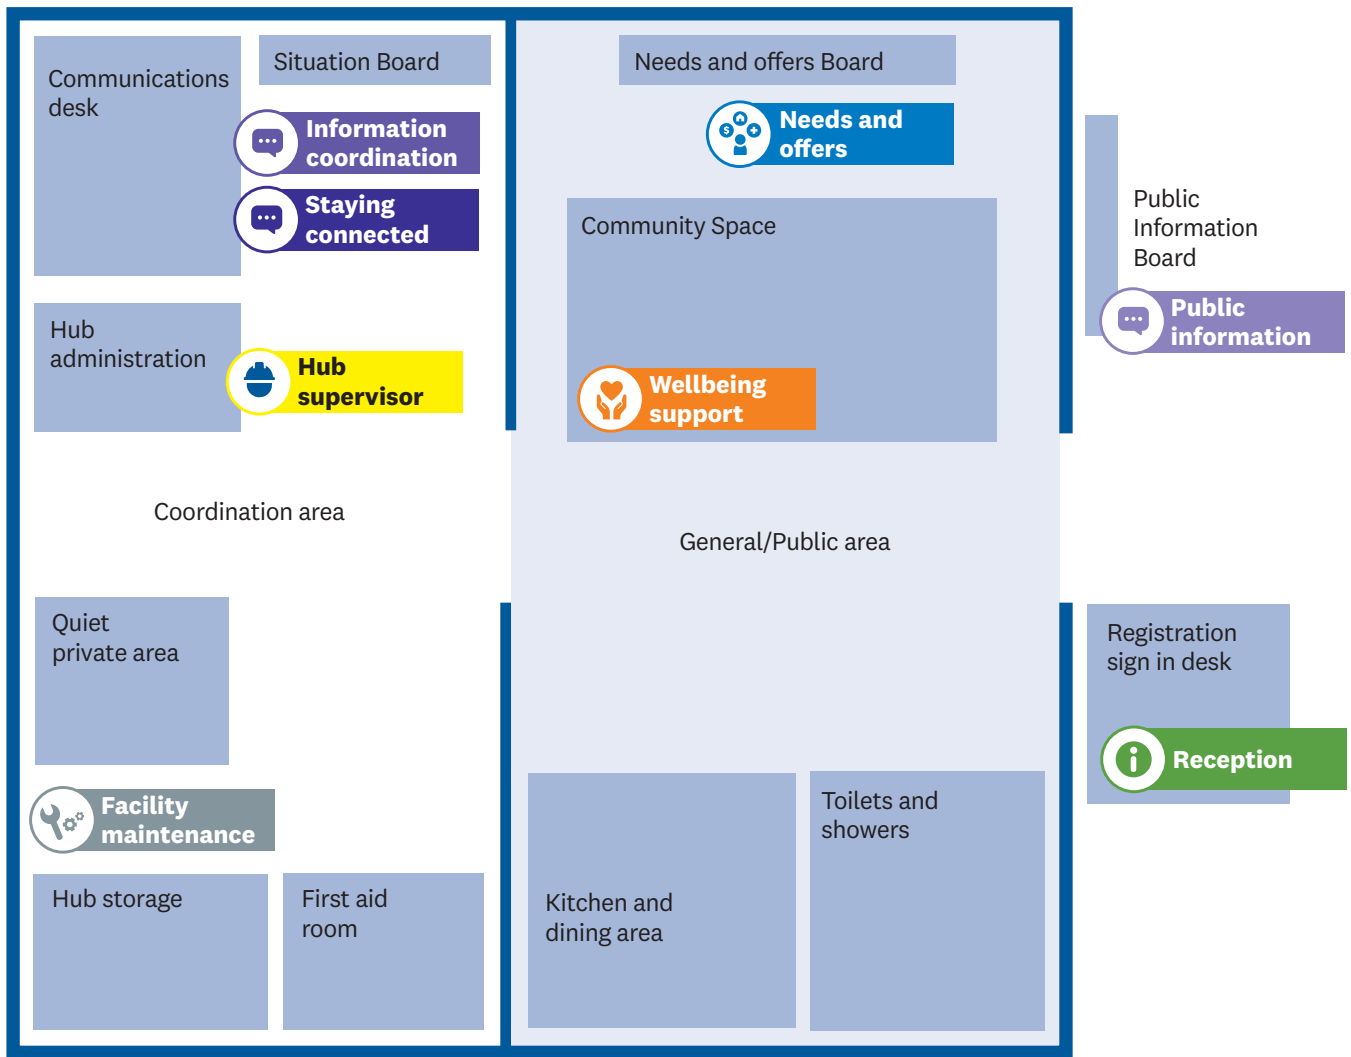 Communications
desk
Situation Board
Information
coordination
Staying
connected
Hub
administration
Hub
supervisor
Coordination area
Quiet
private area
Facility
maintenance
Hub storage
First aid
room
Needs and offers Board
Needs and
offers
Community Space
Wellbeing
support
General/Public area
Kitchen and
dining area
Toilets and
showers
Public
Information
Board
Public
information
Registration
sign in desk
Reception